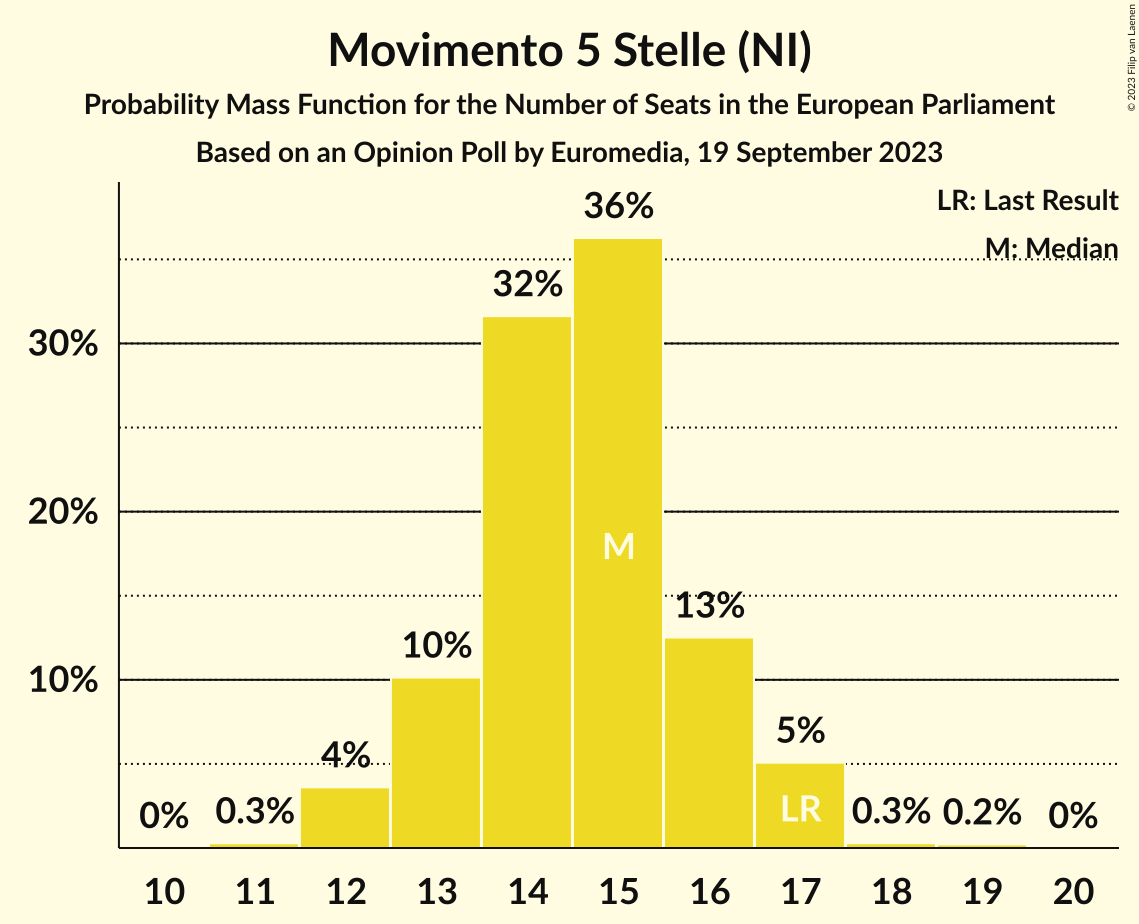 Movimento 5 Stelle (NI)
Probability Mass Function for the Number of Seats in the European Parliament
Based on an Opinion Poll by Euromedia, 19 September 2023
© 2023 Filip van Laenen
LR: Last Result
M: Median
36%
32%
30%
20%
M
13%
10%
10%
5%
4%
LR
0%
0.3%
0.3%
0.2%
0%
10 11 12 13 14 15 16 17 18 19 20